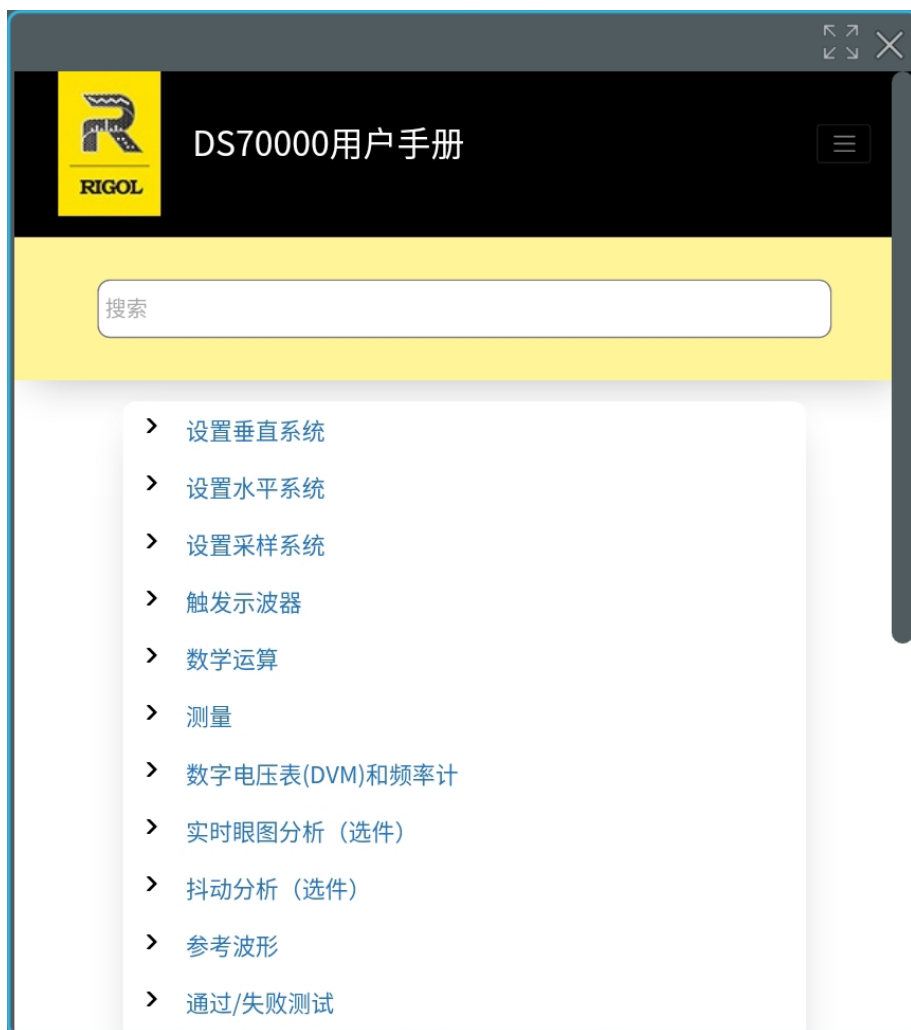 RIGOL
DS70000用户手册
搜索
设置垂直系统
设置水平系统
设置采样系统
触发示波器
数学运算
测量
数字电压表(DVM)和频率计
实时眼图分析（选件）
抖动分析（选件）
参考波形
通过/失败测试